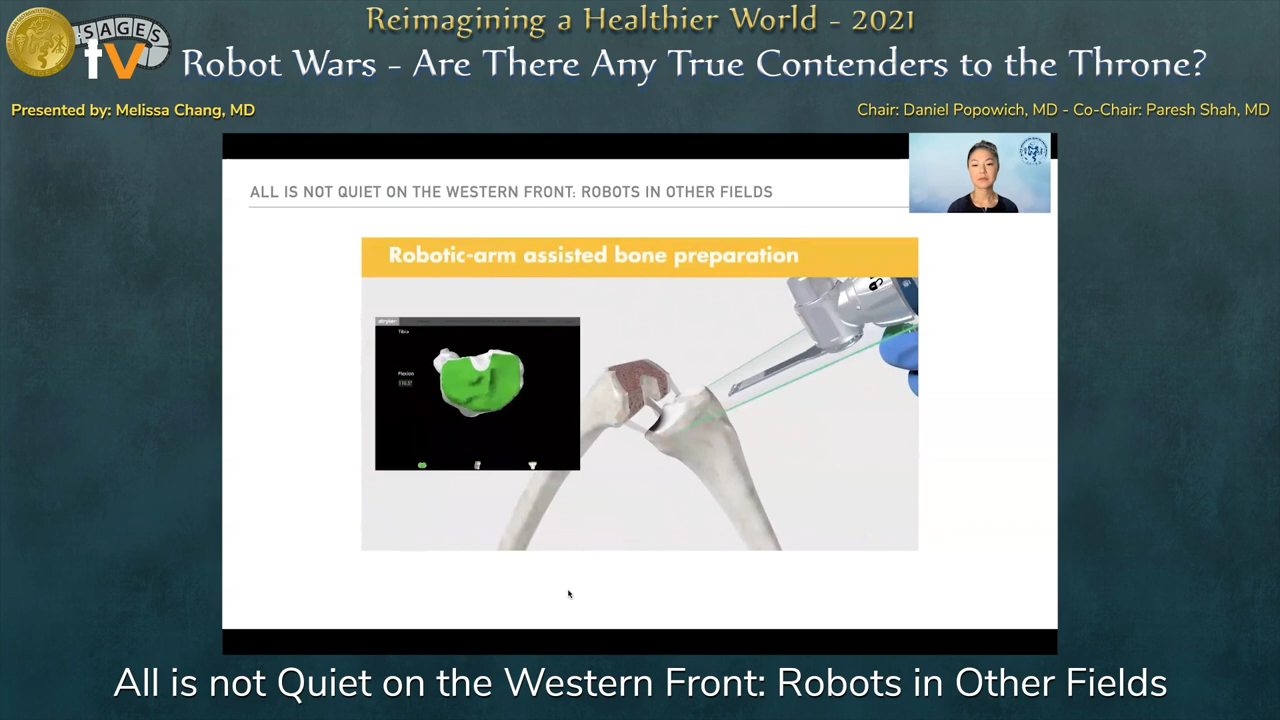 Reimagining a Healthier World - 2021
SAGES
tv
Robot Wars - Are There Any True Contenders to the Throne?
Presented by: Melissa Chang, MD
Chair: Daniel Popowich, MD - Co-Chair: Paresh Shah, MD
ALL IS NOT QUIET ON THE WESTERN FRONT: ROBOTS IN OTHER FIELDS
Robotic-arm assisted bone preparation
stryker
Tibia
Flexion
All is not Quiet on the Western Front: Robots in Other Fields